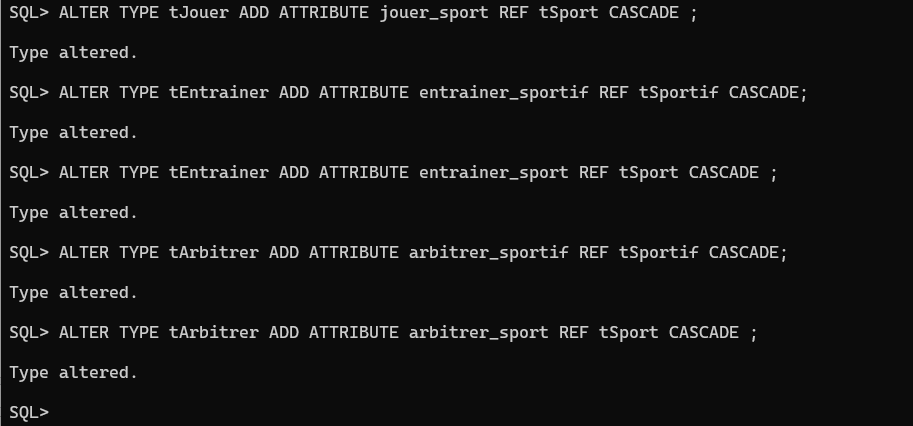 SQL> ALTER TYPE tJouer ADD ATTRIBUTE jouer_sport REF tSport CASCADE ;
Type altered.
SQL> ALTER TYPE tEntrainer ADD ATTRIBUTE entrainer_sportif REF tSportif CASCADE;
Type altered.
SQL> ALTER TYPE tEntrainer ADD ATTRIBUTE entrainer_sport REF tSport CASCADE ;
Type altered.
SQL> ALTER TYPE tArbitrer ADD ATTRIBUTE arbitrer_sportif REF tSportif CASCADE;
Type altered.
SQL> ALTER TYPE tArbitrer ADD ATTRIBUTE arbitrer_sport REF tSport CASCADE ;
Type altered.
SQL>